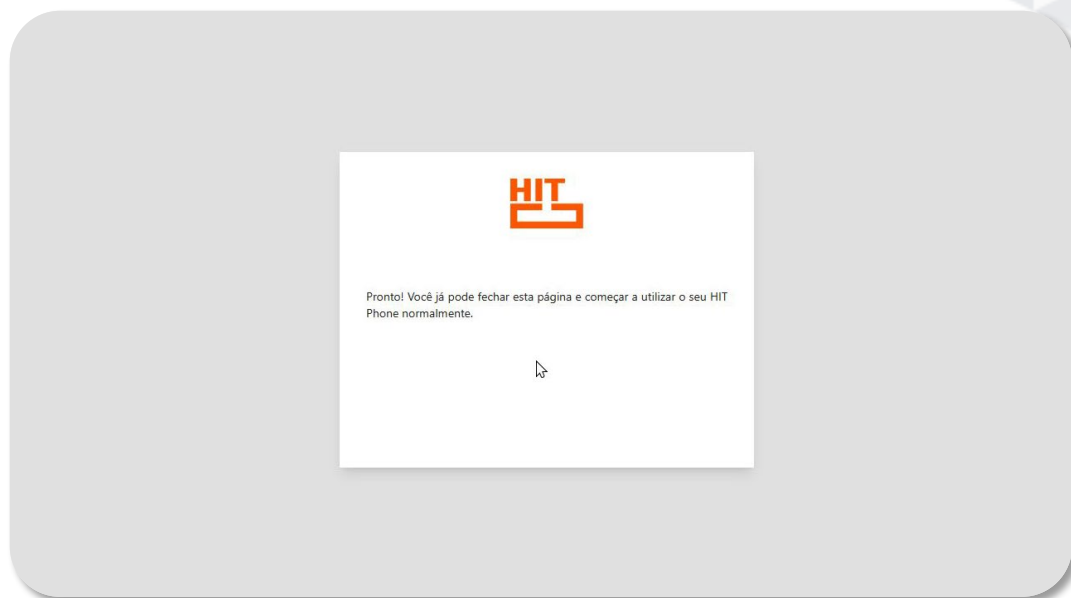 HIT
Pronto! Você já pode fechar esta página e começar a utilizar o seu HIT
Phone normalmente.